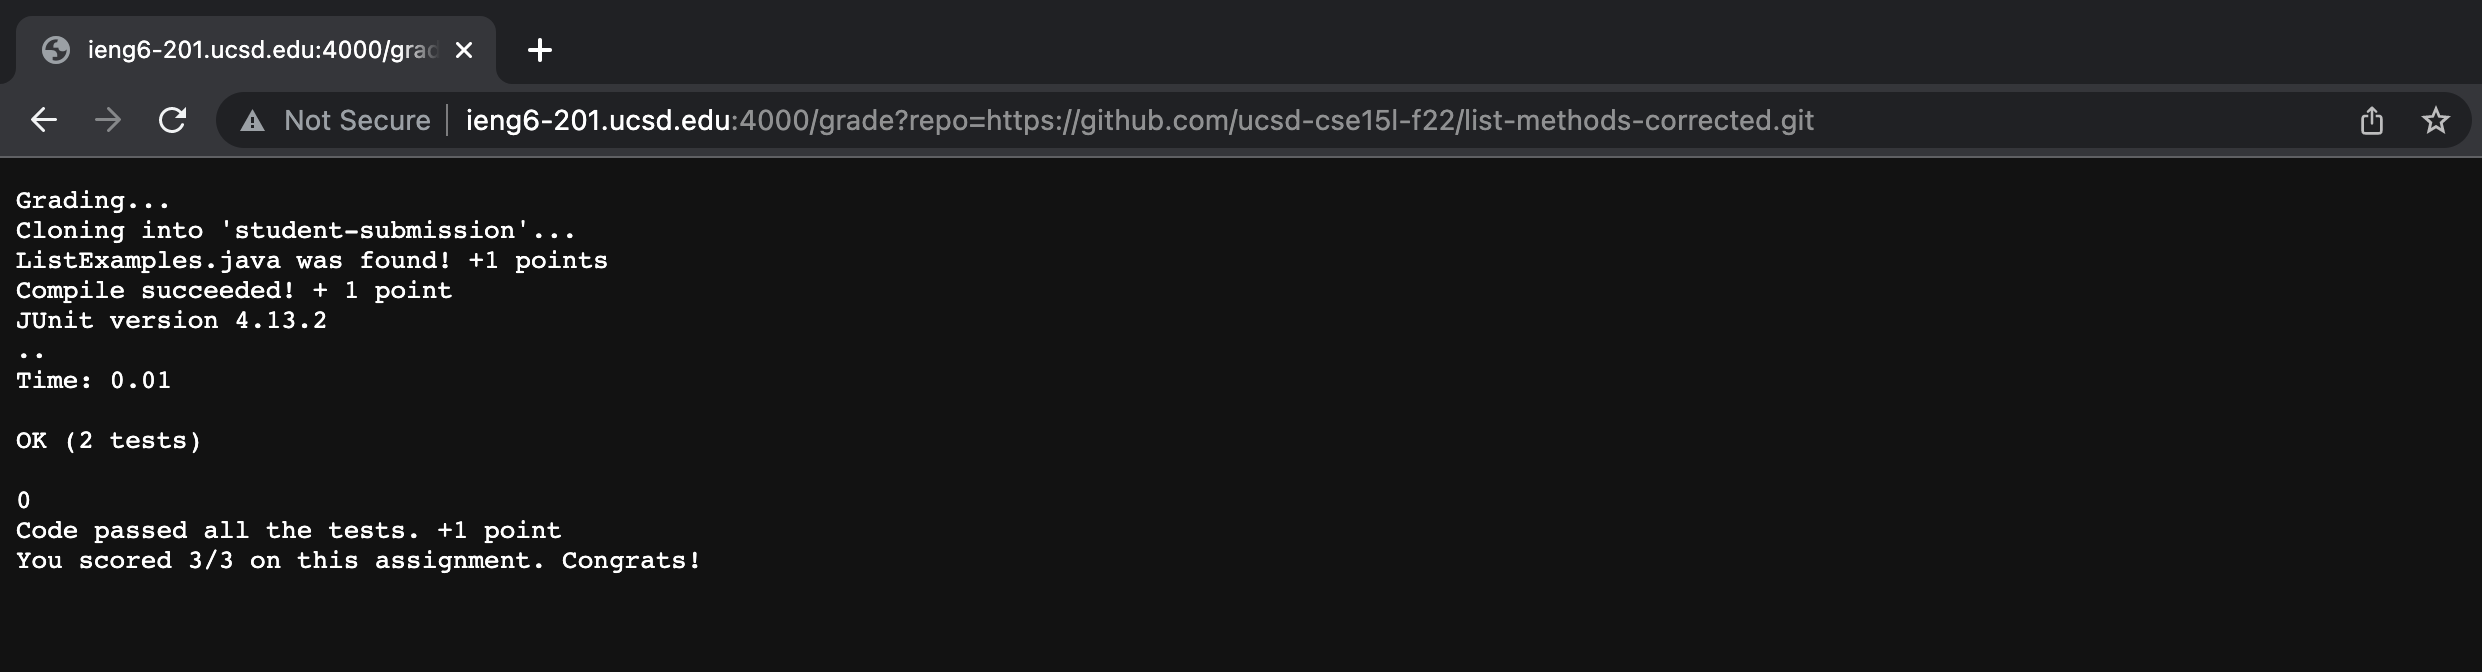 ieng6-201.ucsd.edu:4000/grad
Not Secure
ieng6-201.ucsd.edu:4000/grade?repo=https://github.com/ucsd-cse15l-f22/list-methods-corrected.git
Grading...
Cloning into 'student-submission'...
ListExamples.java was found! +1 points
Compile succeeded! + 1 point
JUnit version 4.13.2
..
Time: 0.01
OK (2 tests)
0
Code passed all the tests. +1 point
You scored 3/3 on this assignment. Congrats!